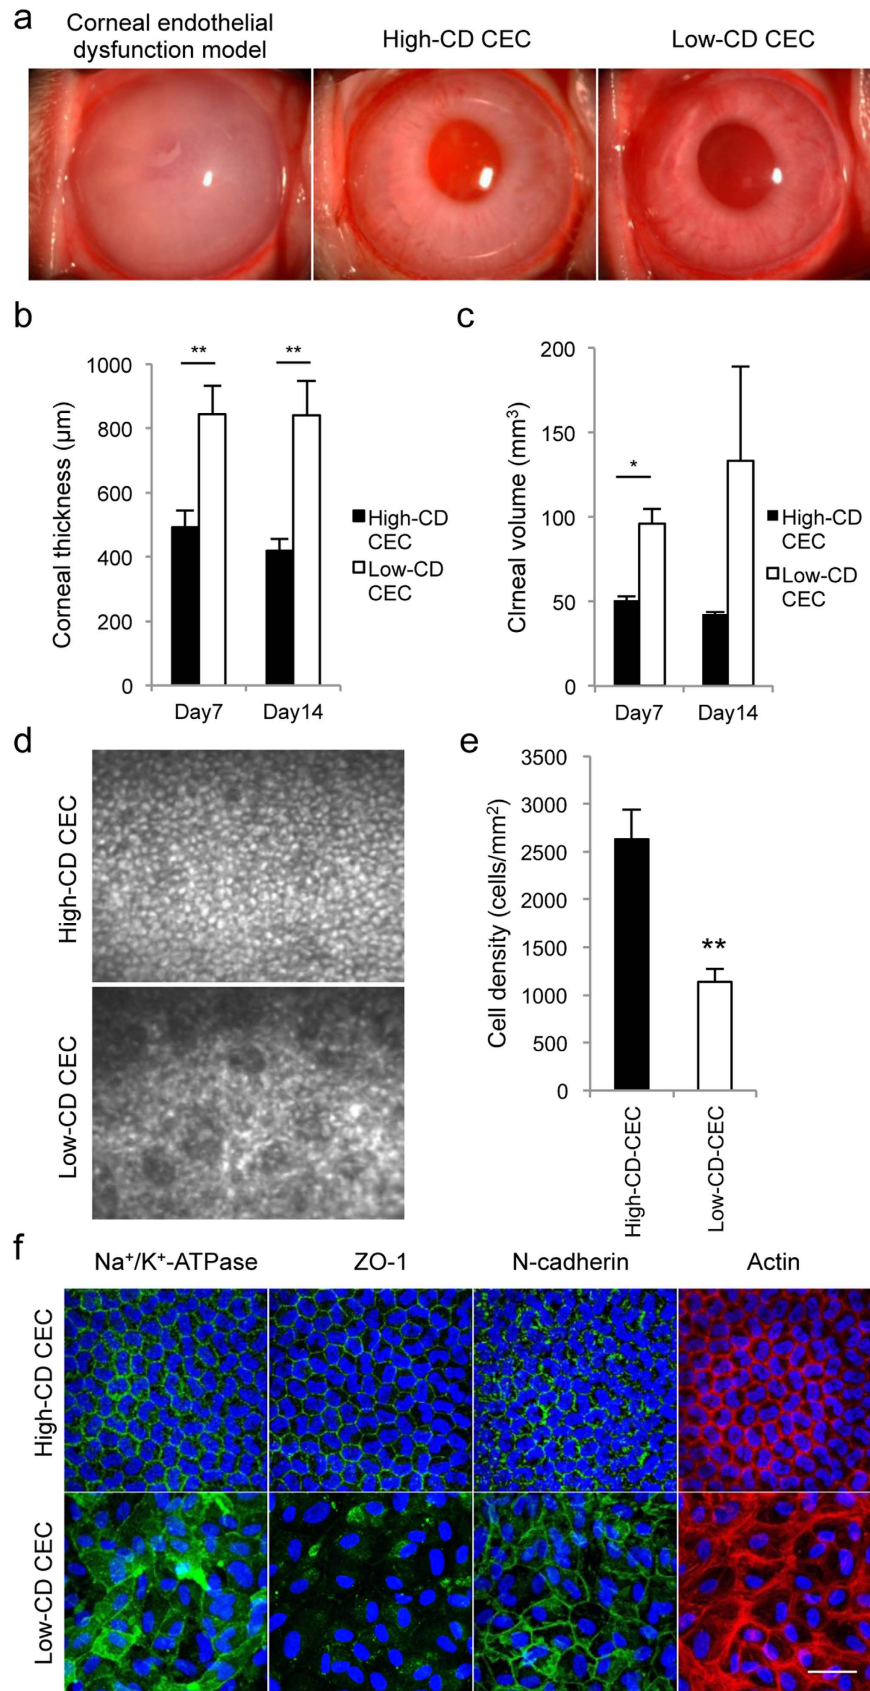 a
Corneal endothelial
dysfunction model
High-CD CEC
Low-CD CEC
b
**
**
1000
800
600
400
200
0
Corneal thickness (µm)
Day7
Day14
High-CD
CEC
Low-CD
CEC
c
*
200
150
100
50
0
Clrneal volume (mm³)
Day7
Day14
High-CD
CEC
Low-CD
CEC
d
High-CD CEC
Low-CD CEC
e
3500
3000
2500
2000
1500
1000
500
0
Cell density (cells/mm²)
**
High-CD-CEC
Low-CD-CEC
f
Na⁺/K⁺-ATPase
ZO-1
N-cadherin
Actin
High-CD CEC
Low-CD CEC